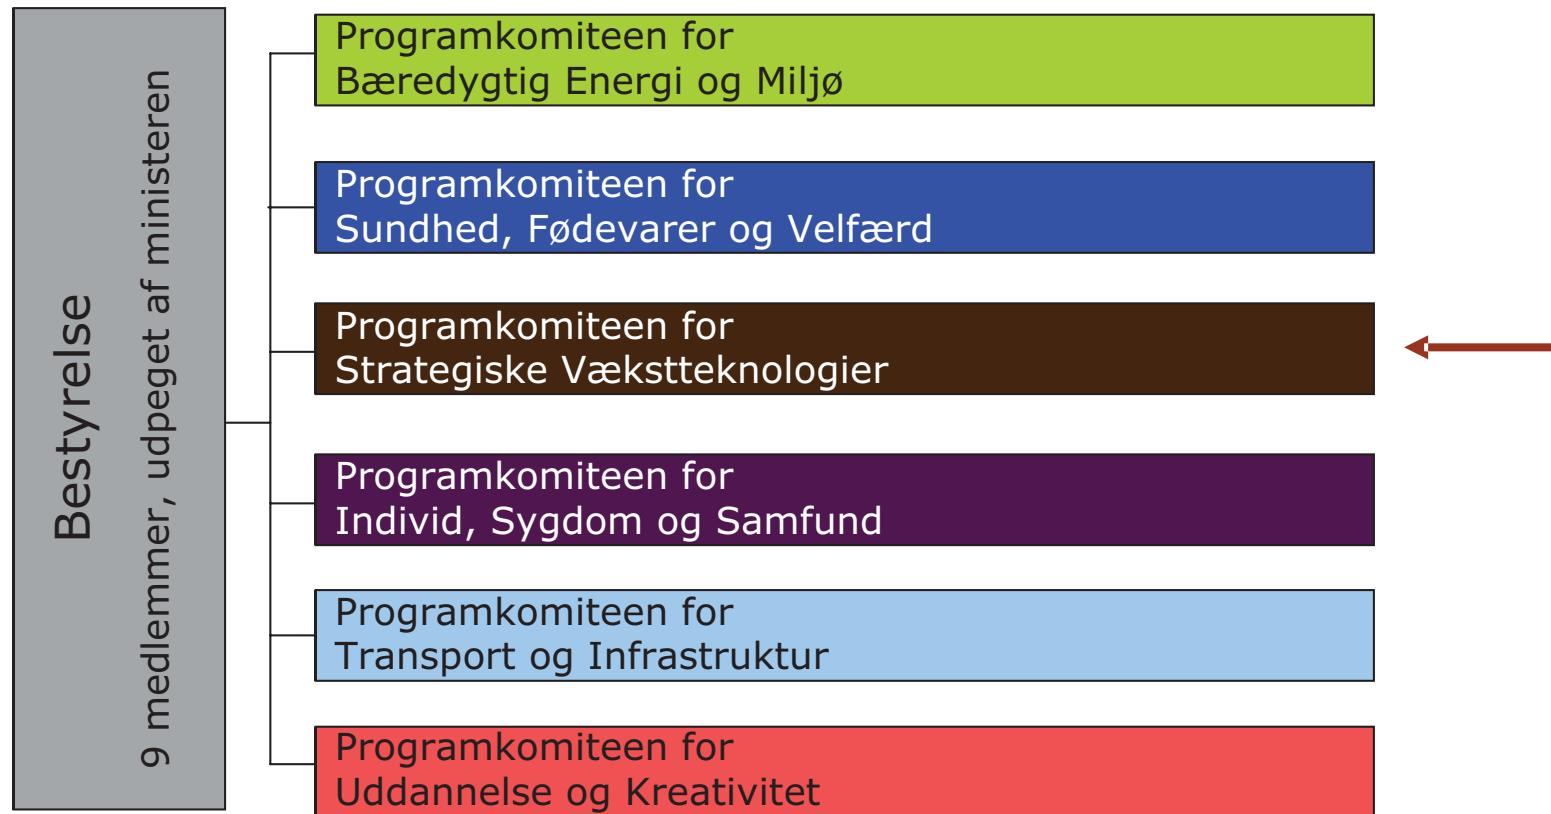 Bestyrelse
9 medlemmer, udpeget af ministeren
Programkomiteen for
Bæredygtig Energi og Miljø
Programkomiteen for
Sundhed, Fødevarer og Velfærd
Programkomiteen for
Strategiske Vækstteknologier
Programkomiteen for
Individ, Sygdom og Samfund
Programkomiteen for
Transport og Infrastruktur
Programkomiteen for
Uddannelse og Kreativitet